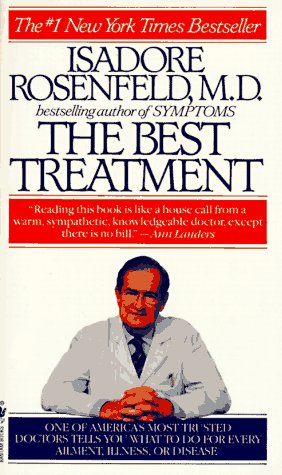 The #1 New York Times Bestseller
ISADORE
ROSENFELD, M.D.
bestselling author of SYMPTOMS
THE BEST
TREATMENT
"Reading this book is like a house call from a
warm, sympathetic, knowledgeable doctor, except
there is no bill."—Ann Landers
ONE OF AMERICA'S MOST TRUSTED
DOCTORS TELLS YOU WHAT TO DO FOR EVERY
AILMENT, ILLNESS, OR DISEASE